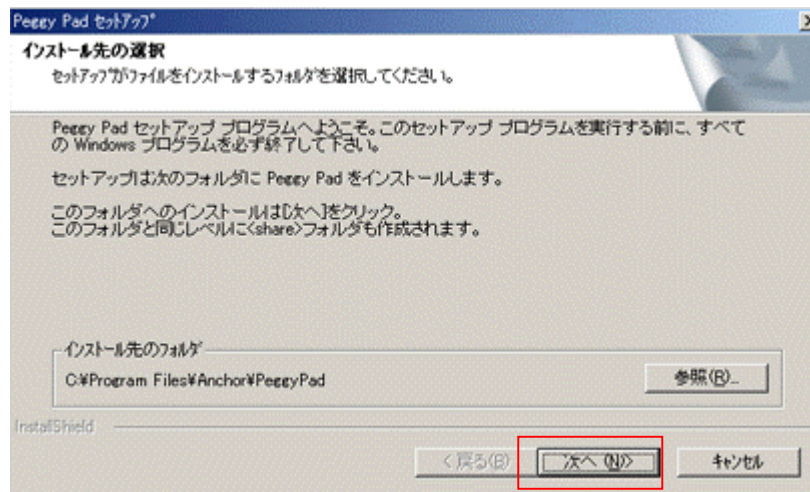 Peggy Pad セットアップ
インストール先の選択
セットアップがファイルをインストールするフォルダを選択してください。
Peggy Pad セットアップ プログラムへようこそ。このセットアップ プログラムを実行する前に、すべて
の Windows プログラムを必ず終了して下さい。
セットアップは次のフォルダに Peggy Pad をインストールします。
このフォルダへのインストールは[次へ]をクリック。
このフォルダと同じレベルに<share>フォルダも作成されます。
インストール先のフォルダ
C:¥Program Files¥Anchor¥PeggyPad
参照(R)...
InstallShield
< 戻る(B)
次へ(N)>
キャンセル